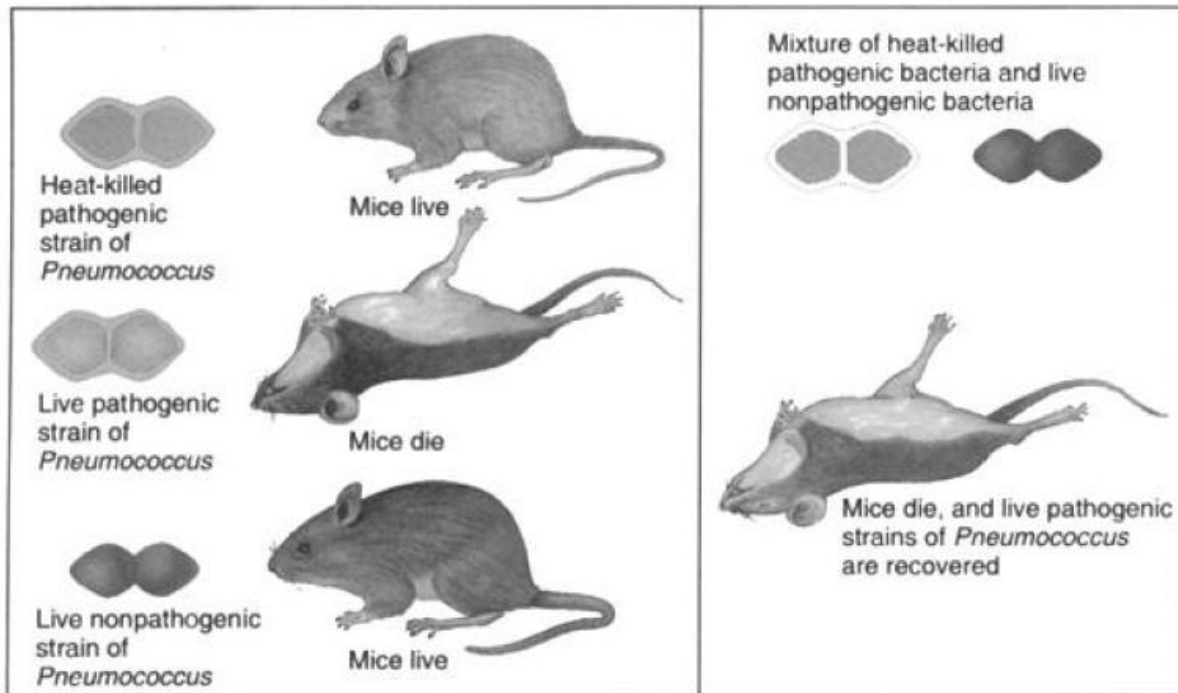 Heat-killed
pathogenic
strain of
Pneumococcus
Mice live
Live pathogenic
strain of
Pneumococcus
Mice die
Live nonpathogenic
strain of
Pneumococcus
Mice live
Mixture of heat-killed
pathogenic bacteria and live
nonpathogenic bacteria
Mice die, and live pathogenic
strains of Pneumococcus
are recovered